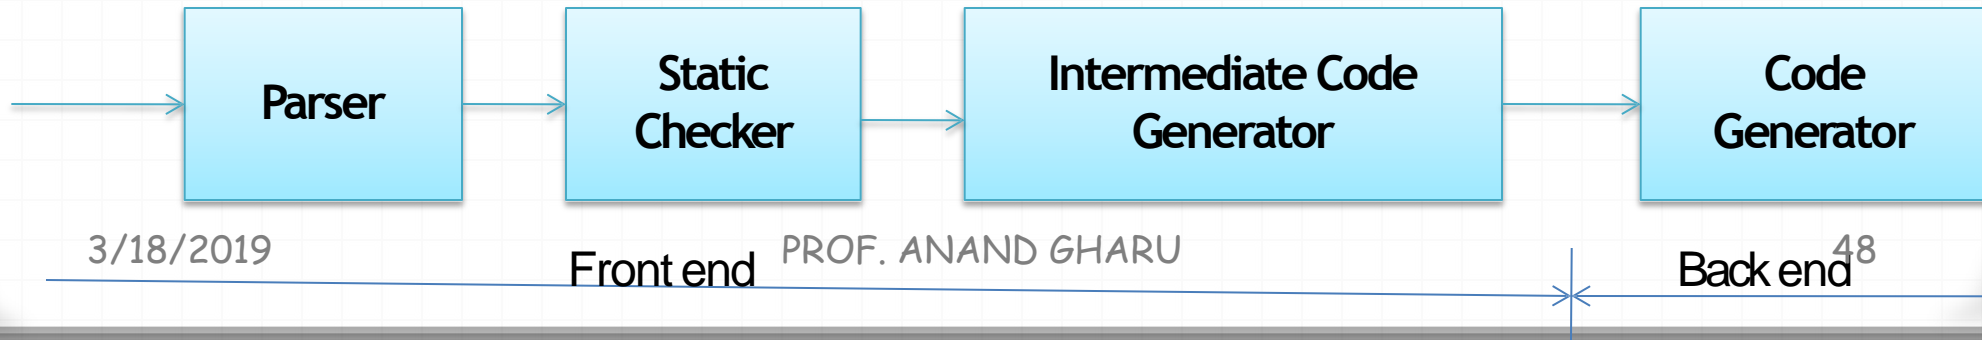 Parser
Static
Checker
Intermediate Code
Generator
Code
Generator
3/18/2019
Front end
PROF. ANAND GHARU
Back end
48